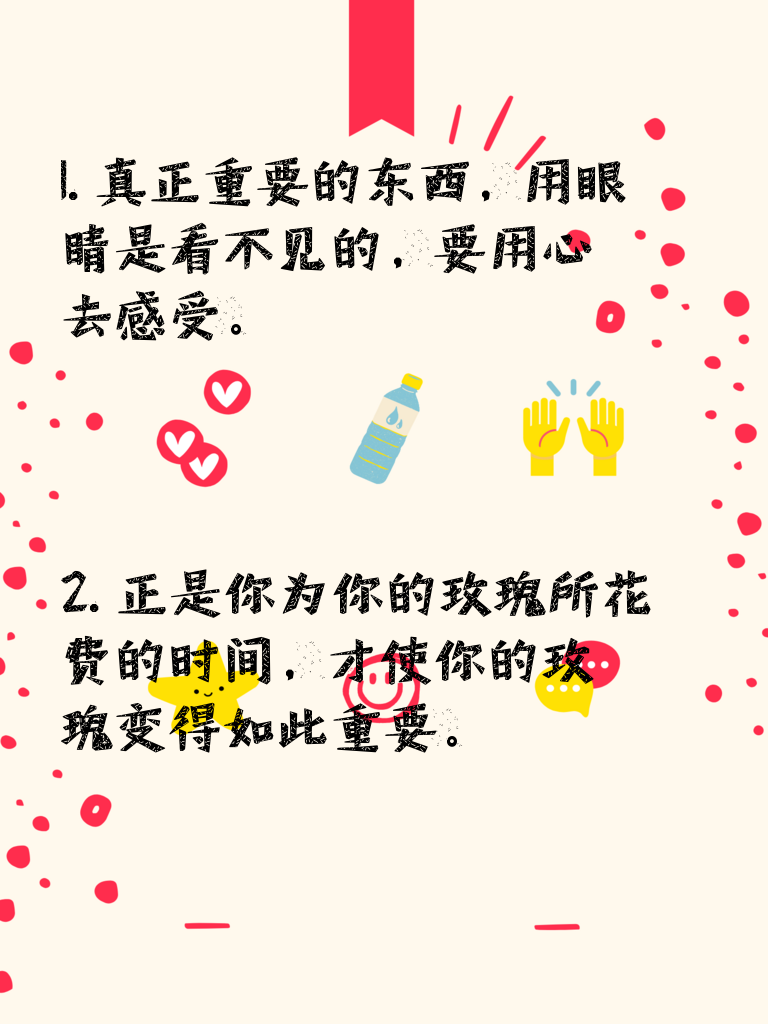 1. 真正重要的东西，用眼
睛是看不见的，要用心
去感受。
2. 正是你为你的玫瑰所花
费的时间，才使你的玫
瑰变得如此重要。